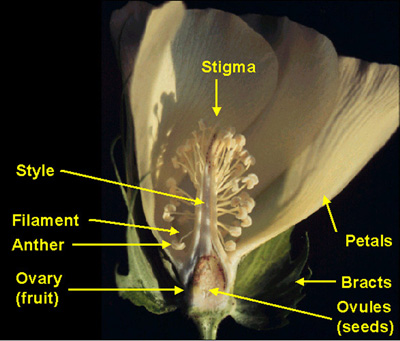 Stigma
Style
Filament
Anther
Petals
Ovary
(fruit)
Bracts
Ovules
(seeds)